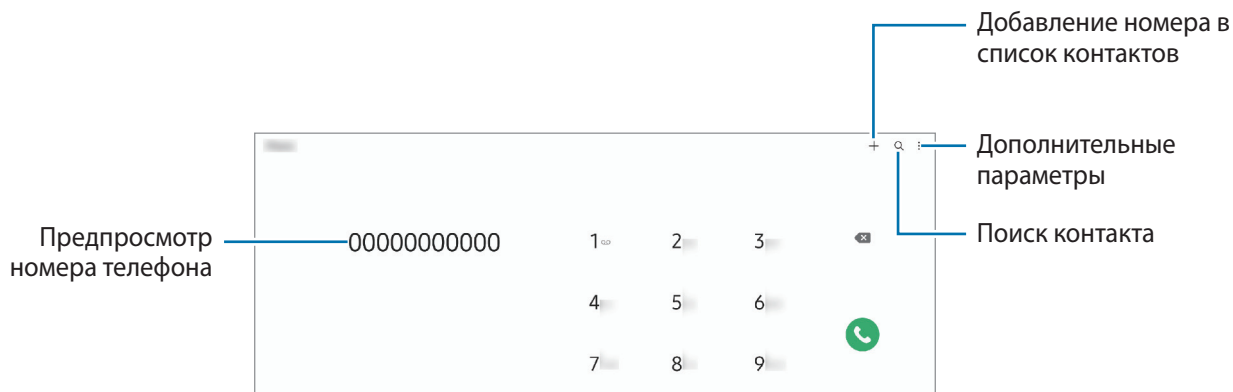 Добавление номера в
список контактов
Дополнительные
параметры
Поиск контакта
Предпросмотр
номера телефона
00000000000
1 2 3
4 5 6
7 8 9